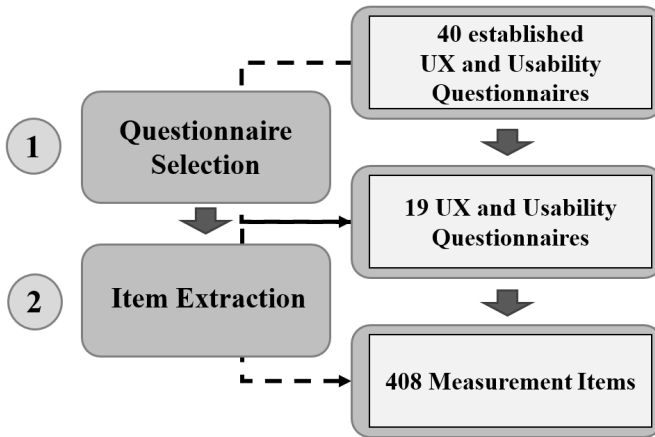 40 established
UX and Usability
Questionnaires
1
Questionnaire
Selection
19 UX and Usability
Questionnaires
2
Item Extraction
408 Measurement Items